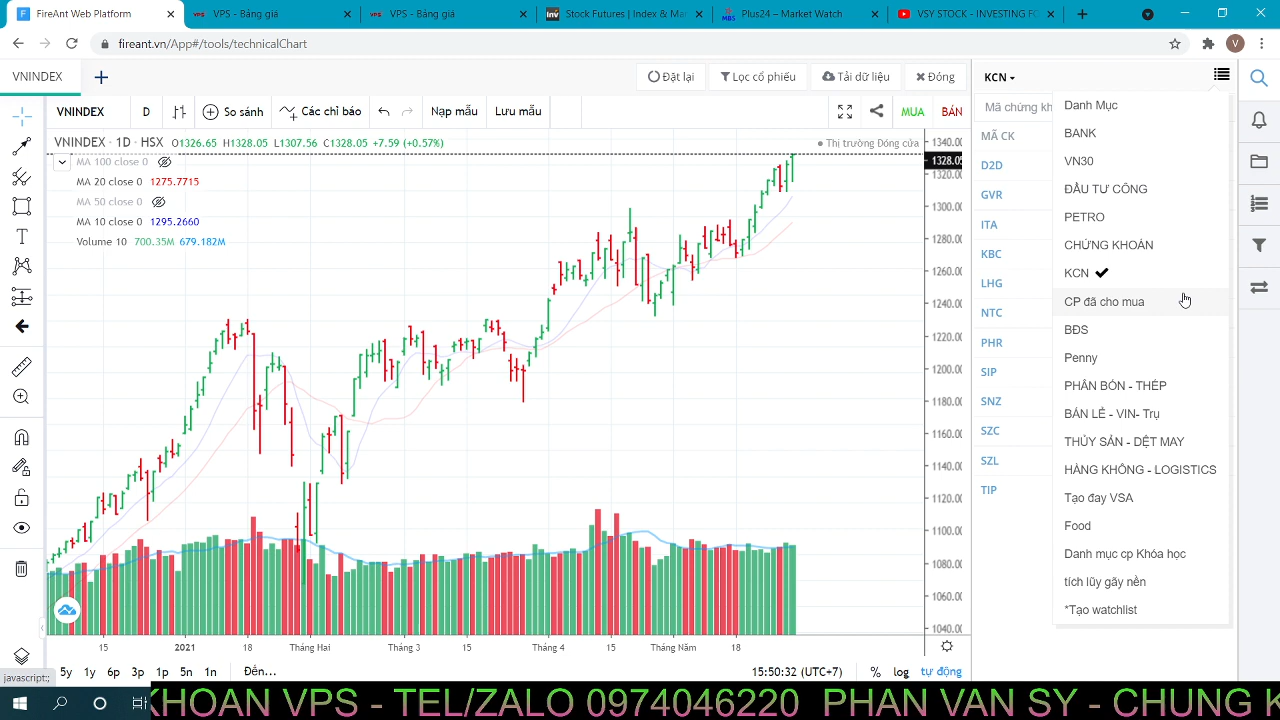 FireAnt Web Platform
VPS - Bảng giá
VPS - Bảng giá
Inv Stock Futures | Index & Mar
MBS Plus24 – Market Watch
VSY STOCK - INVESTING FO
fireant.vn/App#/tools/technicalChart
V
VNINDEX
Đặt lại
Lọc cổ phiếu
Tải dữ liệu
Đóng
KCN
VNINDEX
D
So sánh
Các chỉ báo
Nạp mẫu
Lưu mẫu
MUA
BÁN
VNINDEX · 1D · HSX O1326.65 H1328.05 L1307.56 C1328.05 +7.59 (+0.57%)
Thị trường Đóng cửa
MA 100 close 0
MA 20 close 0 1275.7715
MA 50 close 0
MA 10 close 0 1295.2660
Volume 10 700.35M 679.182M
1340.00
1328.05
1320.00
1300.00
1280.00
1260.00
1240.00
1220.00
1200.00
1180.00
1160.00
1140.00
1120.00
1100.00
1080.00
1060.00
1040.00
15
2021
18
Tháng Hai
Tháng 3
15
Tháng 4
15
Tháng Năm
18
5y
1y
6p
3p
1p
5n
1n
Đến...
15:50:32 (UTC+7)
%
log
tự động
Mã chứng kh
MÃ CK
D2D
GVR
ITA
KBC
LHG
NTC
PHR
SIP
SNZ
SZC
SZL
TIP
Danh Mục
BANK
VN30
ĐẦU TƯ CÔNG
PETRO
CHỨNG KHOÁN
KCN
CP đã cho mua
BĐS
Penny
PHÂN BÓN - THÉP
BÁN LẺ - VIN- Trụ
THỦY SẢN - DỆT MAY
HÀNG KHÔNG - LOGISTICS
Tạo đay VSA
Food
Danh mục cp Khóa học
tích lũy gãy nền
*Tạo watchlist
javascript:;
KHOAN VPS - TEL/ZALO 0974046220 PHAN VAN SY - CHUNG K